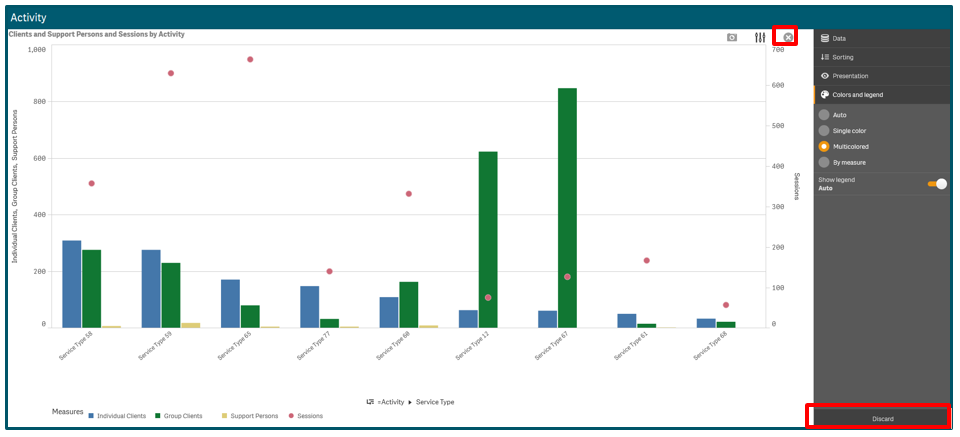 Activity
Clients and Support Persons and Sessions by Activity
1,000
800
600
400
200
0
Individual Clients, Group Clients, Support Persons
700
600
500
400
300
200
100
0
Sessions
Service Type 58
Service Type 59
Service Type 65
Service Type 77
Service Type 60
Service Type 12
Service Type 67
Service Type 61
Service Type 68
=Activity ▸ Service Type
Measures Individual Clients Group Clients Support Persons Sessions
Data
Sorting
Presentation
Colors and legend
Auto
Single color
Multicolored
By measure
Show legend
Auto
Discard